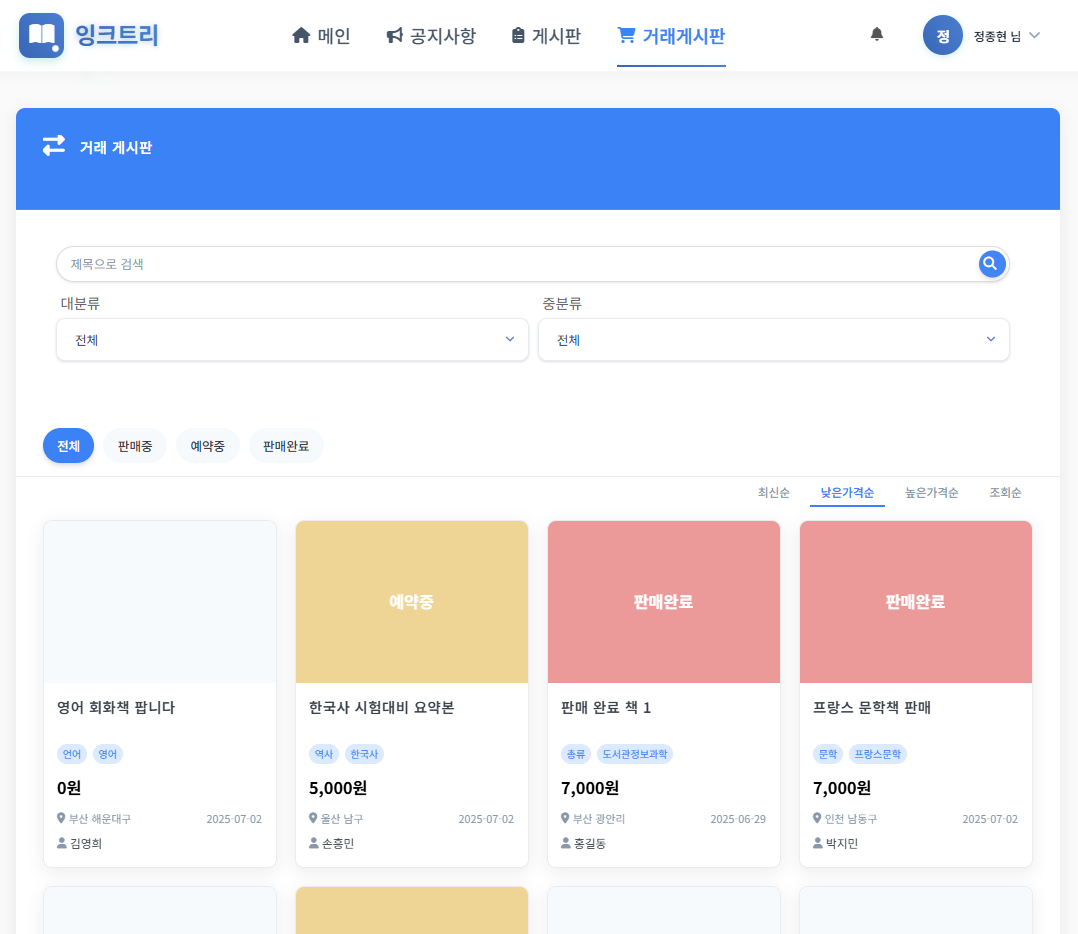 잉크트리
메인
공지사항
게시판
거래게시판
정
정종현 님
거래 게시판
제목으로 검색
대분류
중분류
전체
전체
전체
판매중
예약중
판매완료
최신순
낮은가격순
높은가격순
조회순
영어 회화책 팝니다
언어 영어
0원
부산 해운대구 2025-07-02
김영희
예약중
한국사 시험대비 요약본
역사 한국사
5,000원
울산 남구 2025-07-02
손흥민
판매완료
판매 완료 책 1
총류 도서관정보과학
7,000원
부산 광안리 2025-06-29
홍길동
판매완료
프랑스 문학책 판매
문학 프랑스문학
7,000원
인천 남동구 2025-07-02
박지민